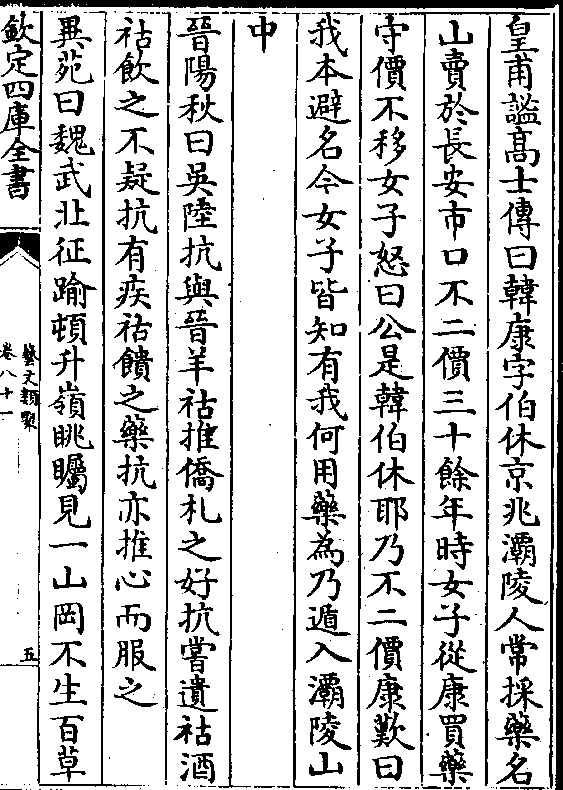 皇甫謐髙士傳曰韓康字伯休京兆灞陵人常採藥名
山賣於長安市口不二價三十餘年時女子從康買藥
守價不移女子怒曰公是韓伯休耶乃不二價康歎曰
我本避名今女子皆知有我何用藥為乃遁入灞陵山
中
晉陽秋曰吳陸抗與晉羊祜推僑札之好抗嘗遺祜酒
祜飲之不疑抗有疾祜饋之藥抗亦推心而服之
異苑曰魏武北征踰頓升嶺眺矚見一山岡不生百草
欽定四庫全書
藝文類聚
卷八十一
五